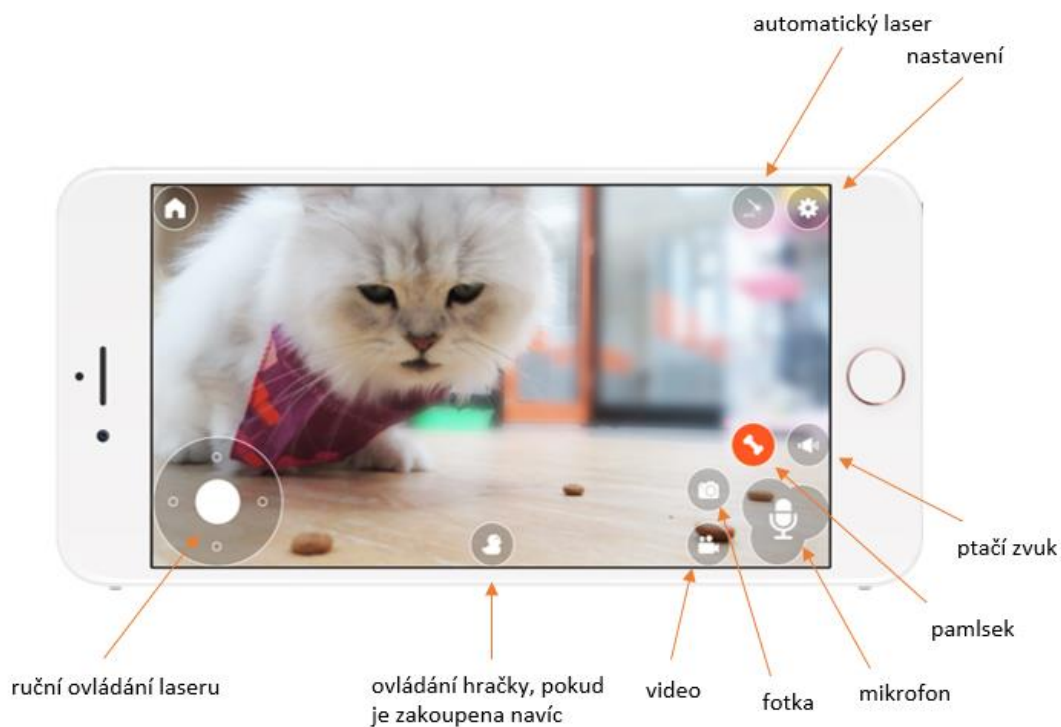 automatický laser
nastavení
ptačí zvuk
pamlsek
mikrofon
fotka
video
ovládání hračky, pokud
je zakoupena navíc
ruční ovládání laseru